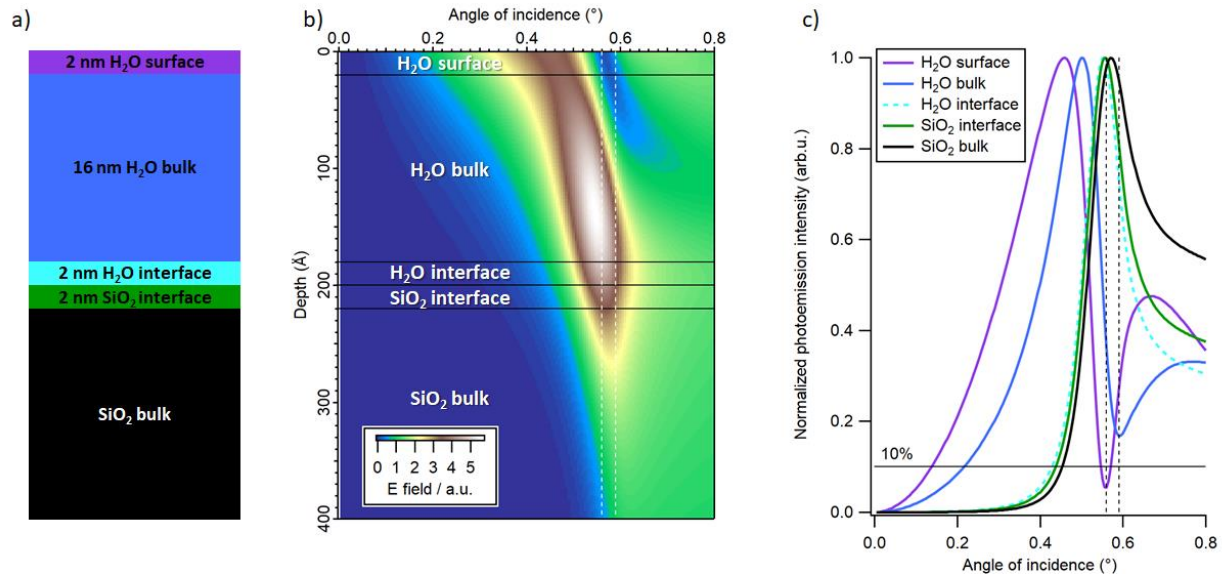 a)
2 nm H₂O surface
16 nm H₂O bulk
2 nm H₂O interface
2 nm SiO₂ interface
SiO₂ bulk
b)
Angle of incidence (°)
0.0 0.2 0.4 0.6 0.8
Depth (Å)
0
100
200
300
400
H₂O surface
H₂O bulk
H₂O interface
SiO₂ interface
SiO₂ bulk
0 1 2 3 4 5
E field / a.u.
c)
Normalized photoemission intensity (arb.u.)
1.0
0.8
0.6
0.4
0.2
0.0
H₂O surface
H₂O bulk
H₂O interface
SiO₂ interface
SiO₂ bulk
10%
0.0 0.2 0.4 0.6 0.8
Angle of incidence (°)